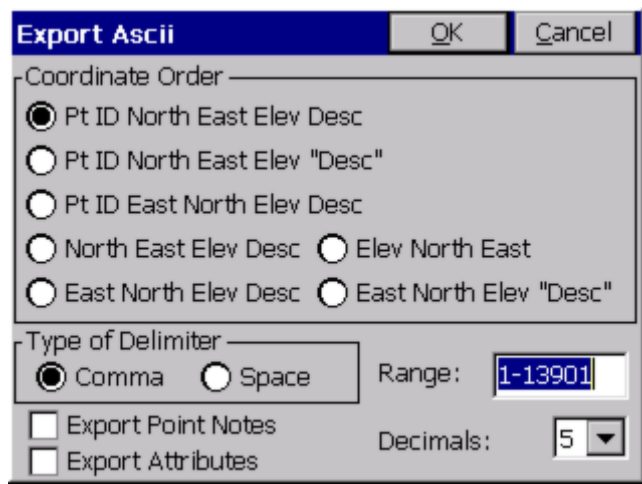 Export Ascii OK Cancel
Coordinate Order
Pt ID North East Elev Desc
Pt ID North East Elev "Desc"
Pt ID East North Elev Desc
North East Elev Desc Elev North East
East North Elev Desc East North Elev "Desc"
Type of Delimiter
Comma Space Range: 1-13901
Export Point Notes
Decimals: 5
Export Attributes